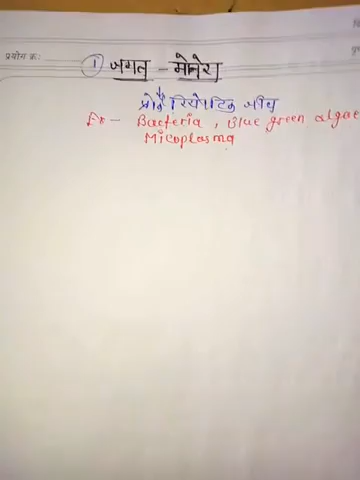 प्रयोग क्र.
① जगत - मोनेरा
प्रोकैरियोटिक जीव
Ex - Bacteria, Blue green algae
Micoplasma